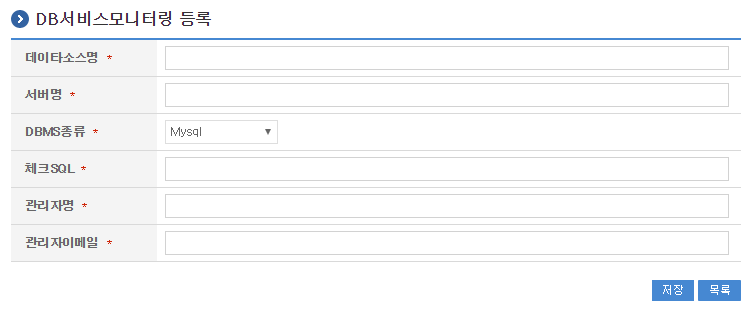 DB서비스모니터링 등록
데이타소스명 *
서버명 *
DBMS종류 *
Mysql
체크SQL *
관리자명 *
관리자이메일 *
저장 목록